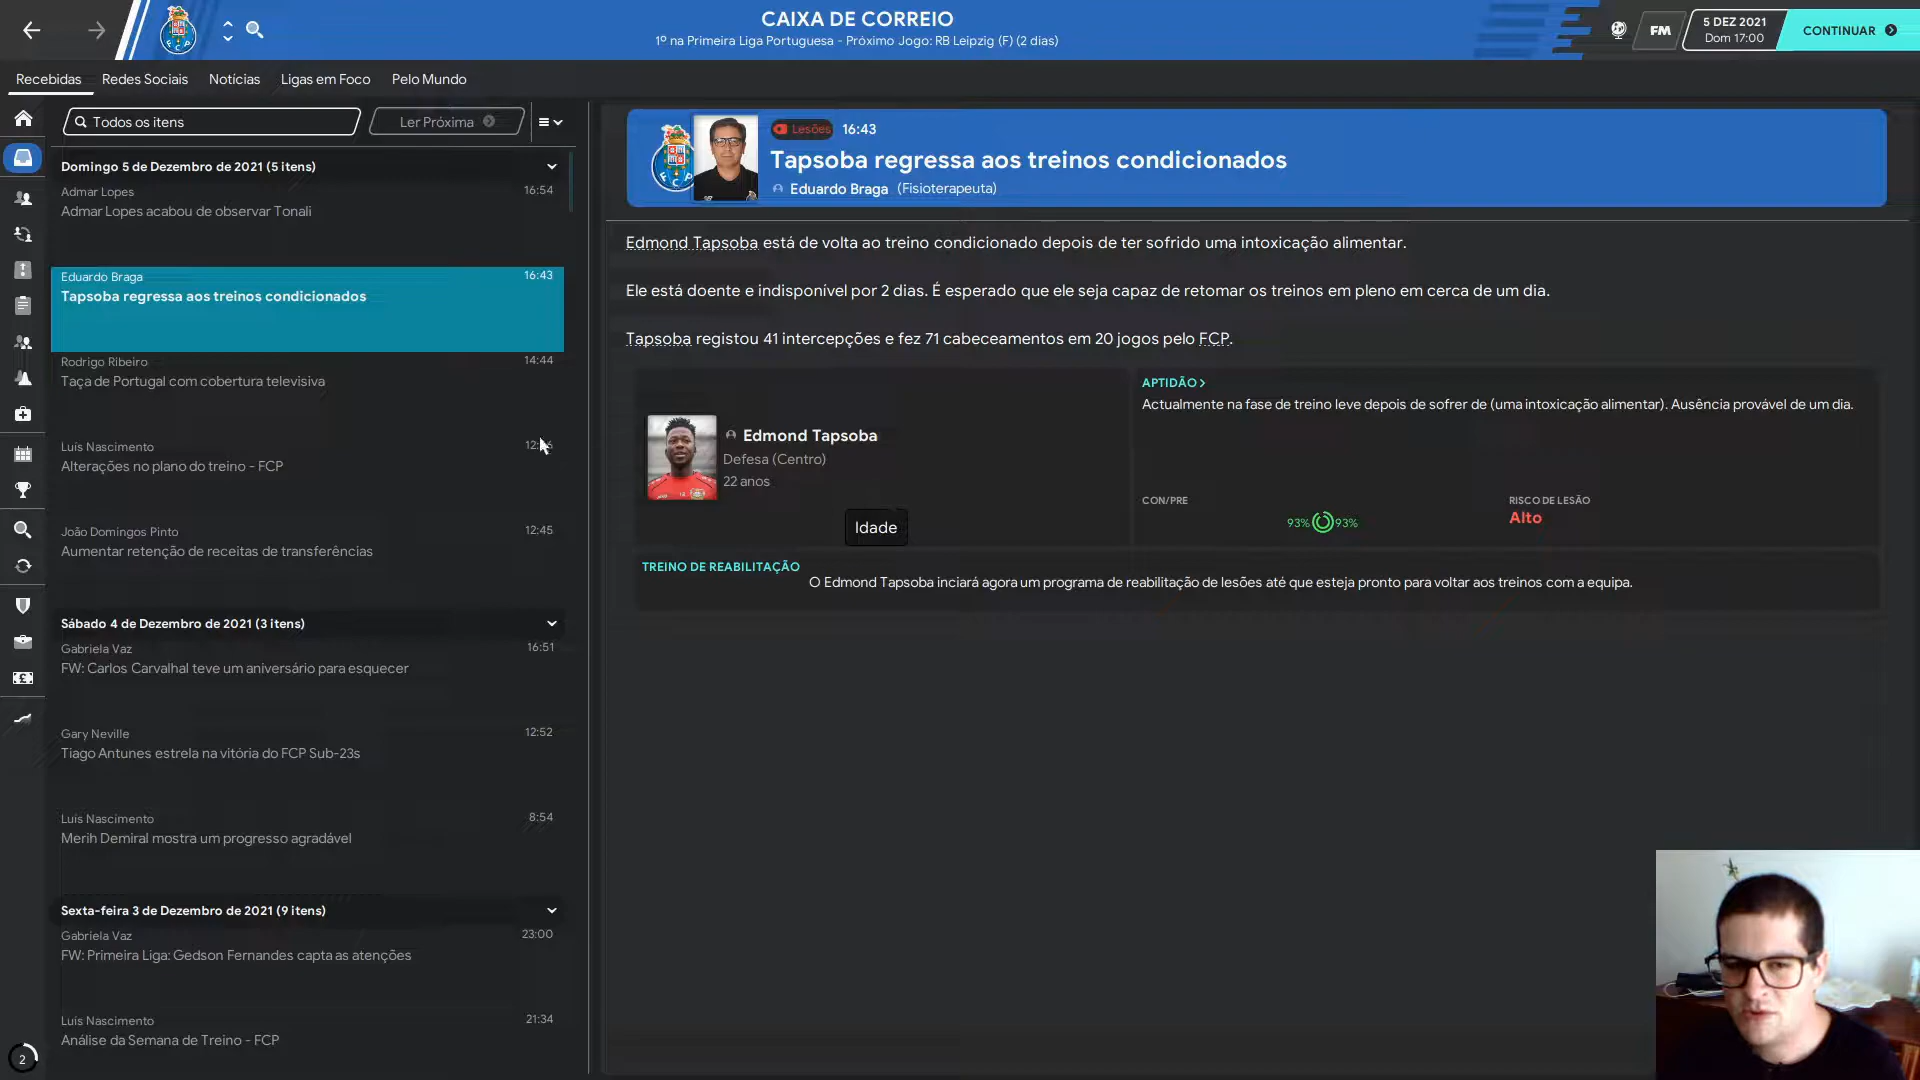 CAIXA DE CORREIO
1º na Primeira Liga Portuguesa - Próximo Jogo: RB Leipzig (F) (2 dias)
FM
5 DEZ 2021
Dom 17:00
CONTINUAR
Recebidas
Redes Sociais
Notícias
Ligas em Foco
Pelo Mundo
Todos os itens
Ler Próxima
Domingo 5 de Dezembro de 2021 (5 itens)
Admar Lopes
16:54
Admar Lopes acabou de observar Tonali
Eduardo Braga
16:43
Tapsoba regressa aos treinos condicionados
Rodrigo Ribeiro
14:44
Taça de Portugal com cobertura televisiva
Luís Nascimento
Alterações no plano do treino - FCP
João Domingos Pinto
12:45
Aumentar retenção de receitas de transferências
Sábado 4 de Dezembro de 2021 (3 itens)
Gabriela Vaz
16:51
FW: Carlos Carvalhal teve um aniversário para esquecer
Gary Neville
12:52
Tiago Antunes estrela na vitória do FCP Sub-23s
Luís Nascimento
8:54
Merih Demiral mostra um progresso agradável
Sexta-feira 3 de Dezembro de 2021 (9 itens)
Gabriela Vaz
23:00
FW: Primeira Liga: Gedson Fernandes capta as atenções
Luís Nascimento
21:34
Análise da Semana de Treino - FCP
2
Lesões
16:43
Tapsoba regressa aos treinos condicionados
Eduardo Braga (Fisioterapeuta)
Edmond Tapsoba está de volta ao treino condicionado depois de ter sofrido uma intoxicação alimentar.
Ele está doente e indisponível por 2 dias. É esperado que ele seja capaz de retomar os treinos em pleno em cerca de um dia.
Tapsoba registou 41 intercepções e fez 71 cabeceamentos em 20 jogos pelo FCP.
Edmond Tapsoba
Defesa (Centro)
22 anos
Idade
APTIDÃO
Actualmente na fase de treino leve depois de sofrer de (uma intoxicação alimentar). Ausência provável de um dia.
CON/PRE
93% 93%
RISCO DE LESÃO
Alto
TREINO DE REABILITAÇÃO
O Edmond Tapsoba inciará agora um programa de reabilitação de lesões até que esteja pronto para voltar aos treinos com a equipa.